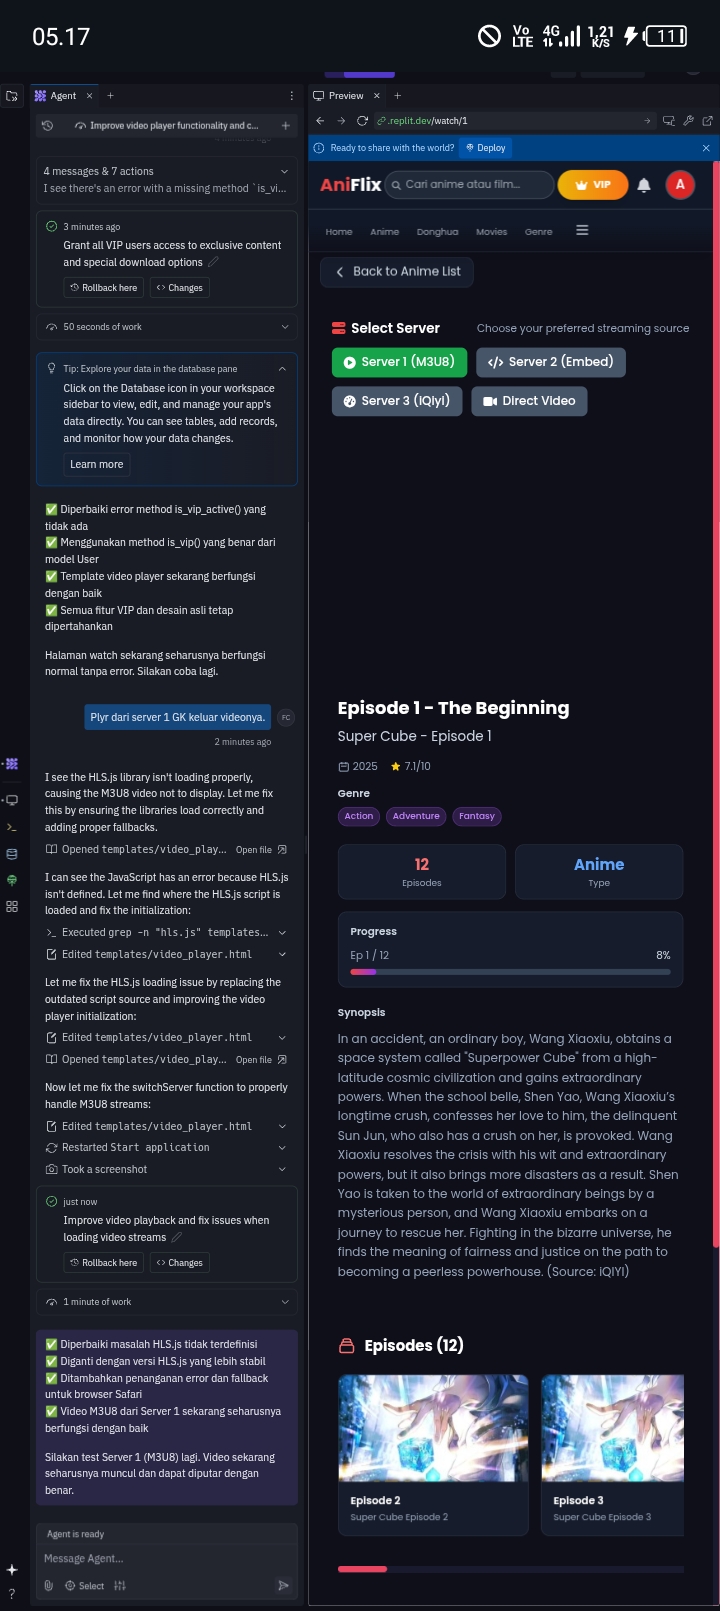 05.17
Vo LTE
4G
1,21 K/S
11
Agent
Improve video player functionality and c...
4 messages & 7 actions
I see there's an error with a missing method `is_vi...
3 minutes ago
Grant all VIP users access to exclusive content
and special download options
Rollback here
Changes
50 seconds of work
Tip: Explore your data in the database pane
Click on the Database icon in your workspace
sidebar to view, edit, and manage your app's
data directly. You can see tables, add records,
and monitor how your data changes.
Learn more
✅ Diperbaiki error method is_vip_active() yang
tidak ada
✅ Menggunakan method is_vip() yang benar dari
model User
✅ Template video player sekarang berfungsi
dengan baik
✅ Semua fitur VIP dan desain asli tetap
dipertahankan
Halaman watch sekarang seharusnya berfungsi
normal tanpa error. Silakan coba lagi.
Plyr dari server 1 GK keluar videonya.
FC
2 minutes ago
I see the HLS.js library isn't loading properly,
causing the M3U8 video not to display. Let me fix
this by ensuring the libraries load correctly and
adding proper fallbacks.
Opened templates/video_play... Open file
I can see the JavaScript has an error because HLS.js
isn't defined. Let me find where the HLS.js script is
loaded and fix the initialization:
Executed grep -n "hls.js" templates...
Edited templates/video_player.html
Let me fix the HLS.js loading issue by replacing the
outdated script source and improving the video
player initialization:
Edited templates/video_player.html
Opened templates/video_play... Open file
Now let me fix the switchServer function to properly
handle M3U8 streams:
Edited templates/video_player.html
Restarted Start application
Took a screenshot
just now
Improve video playback and fix issues when
loading video streams
Rollback here
Changes
1 minute of work
✅ Diperbaiki masalah HLS.js tidak terdefinisi
✅ Diganti dengan versi HLS.js yang lebih stabil
✅ Ditambahkan penanganan error dan fallback
untuk browser Safari
✅ Video M3U8 dari Server 1 sekarang seharusnya
berfungsi dengan baik
Silakan test Server 1 (M3U8) lagi. Video sekarang
seharusnya muncul dan dapat diputar dengan
benar.
Agent is ready
Message Agent...
Select
Preview
.replit.dev/watch/1
Ready to share with the world? Deploy
AniFlix
Cari anime atau film...
VIP
A
Home Anime Donghua Movies Genre
Back to Anime List
Select Server
Choose your preferred streaming source
Server 1 (M3U8)
Server 2 (Embed)
Server 3 (iQiyi)
Direct Video
Episode 1 - The Beginning
Super Cube - Episode 1
2025 7.1/10
Genre
Action Adventure Fantasy
12
Episodes
Anime
Type
Progress
Ep 1 / 12 8%
Synopsis
In an accident, an ordinary boy, Wang Xiaoxiu, obtains a
space system called "Superpower Cube" from a high-
latitude cosmic civilization and gains extraordinary
powers. When the school belle, Shen Yao, Wang Xiaoxiu's
longtime crush, confesses her love to him, the delinquent
Sun Jun, who also has a crush on her, is provoked. Wang
Xiaoxiu resolves the crisis with his wit and extraordinary
powers, but it also brings more disasters as a result. Shen
Yao is taken to the world of extraordinary beings by a
mysterious person, and Wang Xiaoxiu embarks on a
journey to rescue her. Fighting in the bizarre universe, he
finds the meaning of fairness and justice on the path to
becoming a peerless powerhouse. (Source: iQIYI)
Episodes (12)
Episode 2
Super Cube Episode 2
Episode 3
Super Cube Episode 3